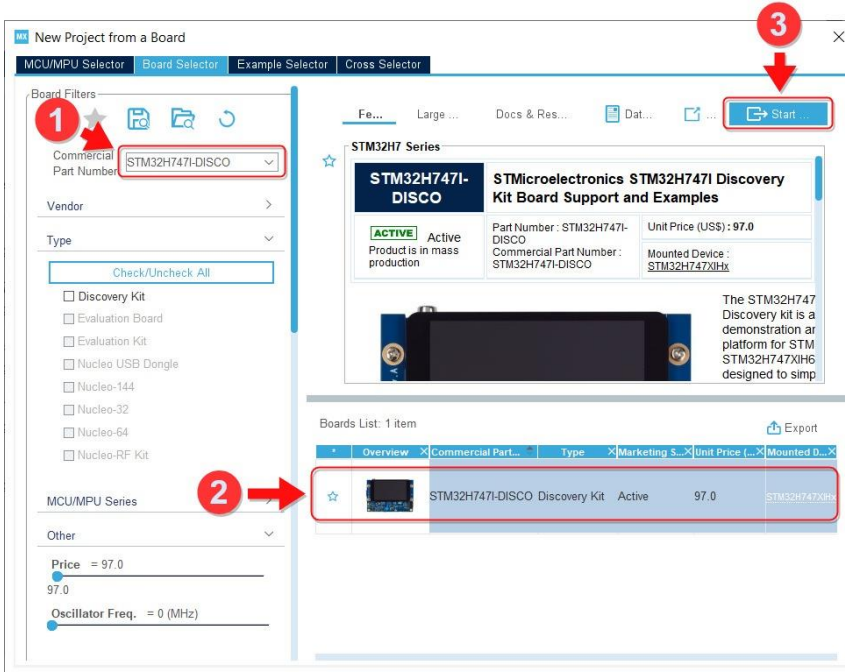 MX New Project from a Board
3
MCU/MPU Selector Board Selector Example Selector Cross Selector
Board Filters
1
Commercial
Part Number
STM32H747I-DISCO
Vendor
Type
Check/Uncheck All
Discovery Kit
Evaluation Board
Evaluation Kit
Nucleo USB Dongle
Nucleo-144
Nucleo-32
Nucleo-64
Nucleo-RF Kit
MCU/MPU Series
Other
Price = 97.0
97.0
Oscillator Freq. = 0 (MHz)
Fe... Large ... Docs & Res... Dat... ... Start ...
STM32H7 Series
STM32H747I-
DISCO
STMicroelectronics STM32H747I Discovery
Kit Board Support and Examples
ACTIVE Active
Product is in mass
production
Part Number : STM32H747I-
DISCO
Commercial Part Number :
STM32H747I-DISCO
Unit Price (US$) : 97.0
Mounted Device :
STM32H747XIHx
The STM32H747
Discovery kit is a
demonstration an
platform for STM
STM32H747XIH6
designed to simp
Boards List: 1 item
Export
* Overview Commercial Part... Type Marketing S... Unit Price (... Mounted D...
2
STM32H747I-DISCO Discovery Kit Active 97.0 STM32H747XIHx